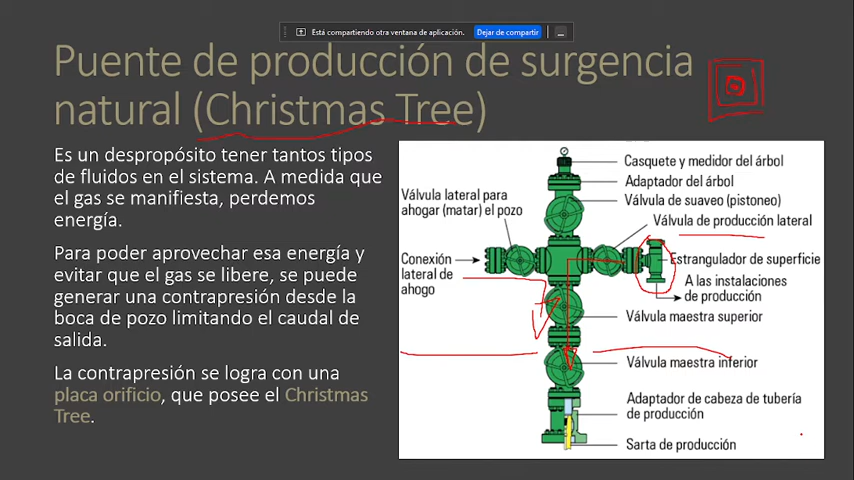 Está compartiendo otra ventana de aplicación.
Dejar de compartir
Puente de producción de surgencia
natural (Christmas Tree)
Es un despropósito tener tantos tipos
de fluidos en el sistema. A medida que
el gas se manifiesta, perdemos
energía.
Para poder aprovechar esa energía y
evitar que el gas se libere, se puede
generar una contrapresión desde la
boca de pozo limitando el caudal de
salida.
La contrapresión se logra con una
placa orificio, que posee el Christmas
Tree.
Casquete y medidor del árbol
Adaptador del árbol
Válvula de suaveo (pistoneo)
Válvula lateral para
ahogar (matar) el pozo
Válvula de producción lateral
Conexión
lateral de
ahogo
Estrangulador de superficie
A las instalaciones
de producción
Válvula maestra superior
Válvula maestra inferior
Adaptador de cabeza de tubería
de producción
Sarta de producción